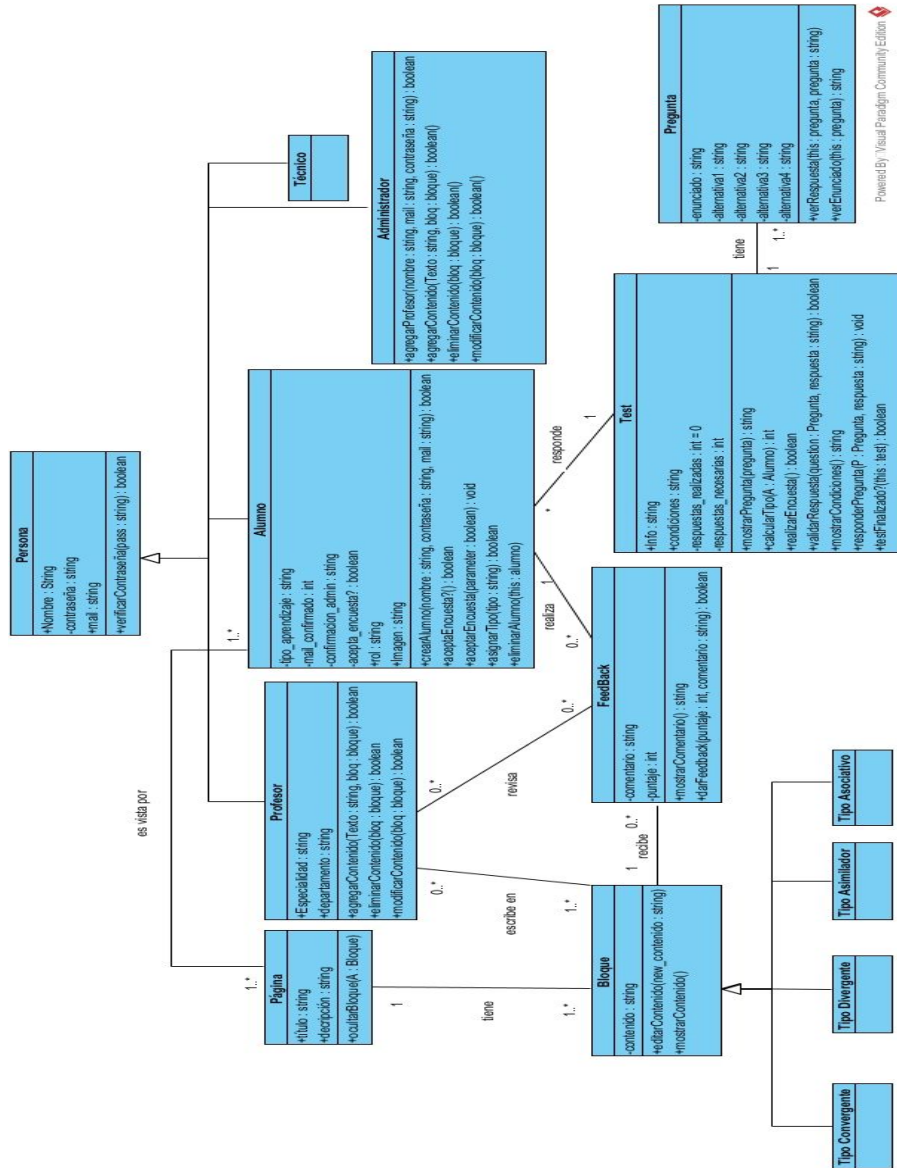 Persona
+Nombre : String
-contraseña : string
+mail : string
+verificarContraseña(pass : string) : boolean
es vista por
1..*
1..*
Página
+título : string
+decripción : string
+ocultarBloque(A : Bloque)
Profesor
+Especialidad : string
+departamento : string
+agregarContenido(Texto : string, bloq : bloque) : boolean
+eliminarContenido(bloq : bloque) : boolean
+modificarContenido(bloq : bloque) : boolean
Alumno
-tipo_aprendizaje : string
-mail_confirmado : int
-confirmacion_admin : string
-acepta_encuesta? : boolean
+rol : string
+Imagen : string
+crearAlumno(nombre : string, contaseña : string, mail : string) : boolean
+aceptaEncuesta?() : boolean
+aceptarEncuesta(parameter : boolean) : void
+asignarTipo(tipo : string) : boolean
+eliminarAlumno(this : alumno)
Administrador
+agregarProfesor(nombre : string, mail : string, contraseña : string) : boolean
+agregarContenido(Texto : string, bloq : bloque) : boolean()
+eliminarContenido(bloq : bloque) : boolean()
+modificarContenido(bloq : bloque) : boolean()
Técnico
1
tiene
1..*
0..*
escribe en
1..*
0..*
revisa
0..*
1
realiza
0..*
*
responde
1
Bloque
-contenido : string
+editarContenido(new_contenido : string)
+mostrarContenido()
1
recibe
0..*
FeedBack
-comentario : string
-puntaje : int
+mostrarComentario() : string
+darFeedback(puntaje : int, comentario : string) : boolean
Test
+Info : string
+condiciones : string
-respuestas_realizadas : int = 0
-respuestas_necesarias : int
+mostrarPregunta(pregunta) : string
+calcularTipo(A : Alumno) : int
+realizarEncuesta() : boolean
+validarRespuesta(question : Pregunta, respuesta : string) : boolean
+mostrarCondiciones() : string
+responderPregunta(P : Pregunta, respuesta : string) : void
+testFinalizado?(this : test) : boolean
1
tiene
1..*
Pregunta
-enunciado : string
-alternativa1 : string
-alternativa2 : string
-alternativa3 : string
-alternativa4 : string
+verRespuesta(this : pregunta, pregunta : string)
+verEnunciado(this : pregunta) : string
Tipo Convergente
Tipo Divergente
Tipo Asimilador
Tipo Asociativo
Powered By Visual Paradigm Community Edition